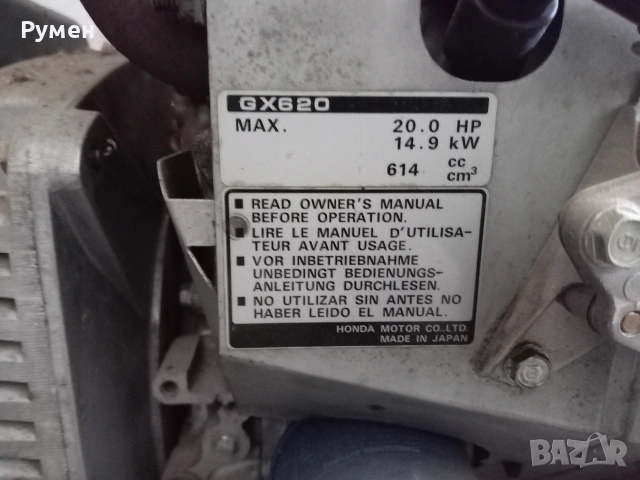 Румен
GX620
MAX. 20.0 HP
14.9 kW
614 cc
cm³
▪ READ OWNER'S MANUAL
BEFORE OPERATION.
▪ LIRE LE MANUEL D'UTILISA-
TEUR AVANT USAGE.
▪ VOR INBETRIEBNAHME
UNBEDINGT BEDIENUNGS-
ANLEITUNG DURCHLESEN.
▪ NO UTILIZAR SIN ANTES NO
HABER LEIDO EL MANUAL.
HONDA MOTOR CO.,LTD.
MADE IN JAPAN
BAZAR